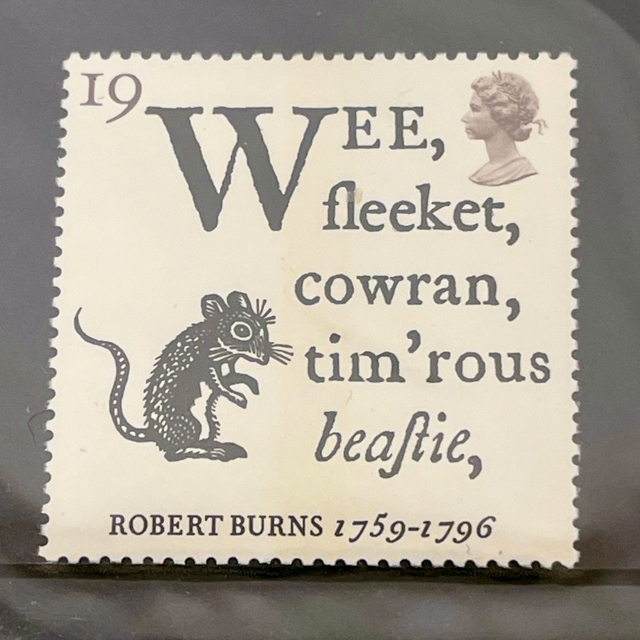 19
WEE,
fleeket,
cowran,
tim'rous
beaſtie,
ROBERT BURNS 1759-1796